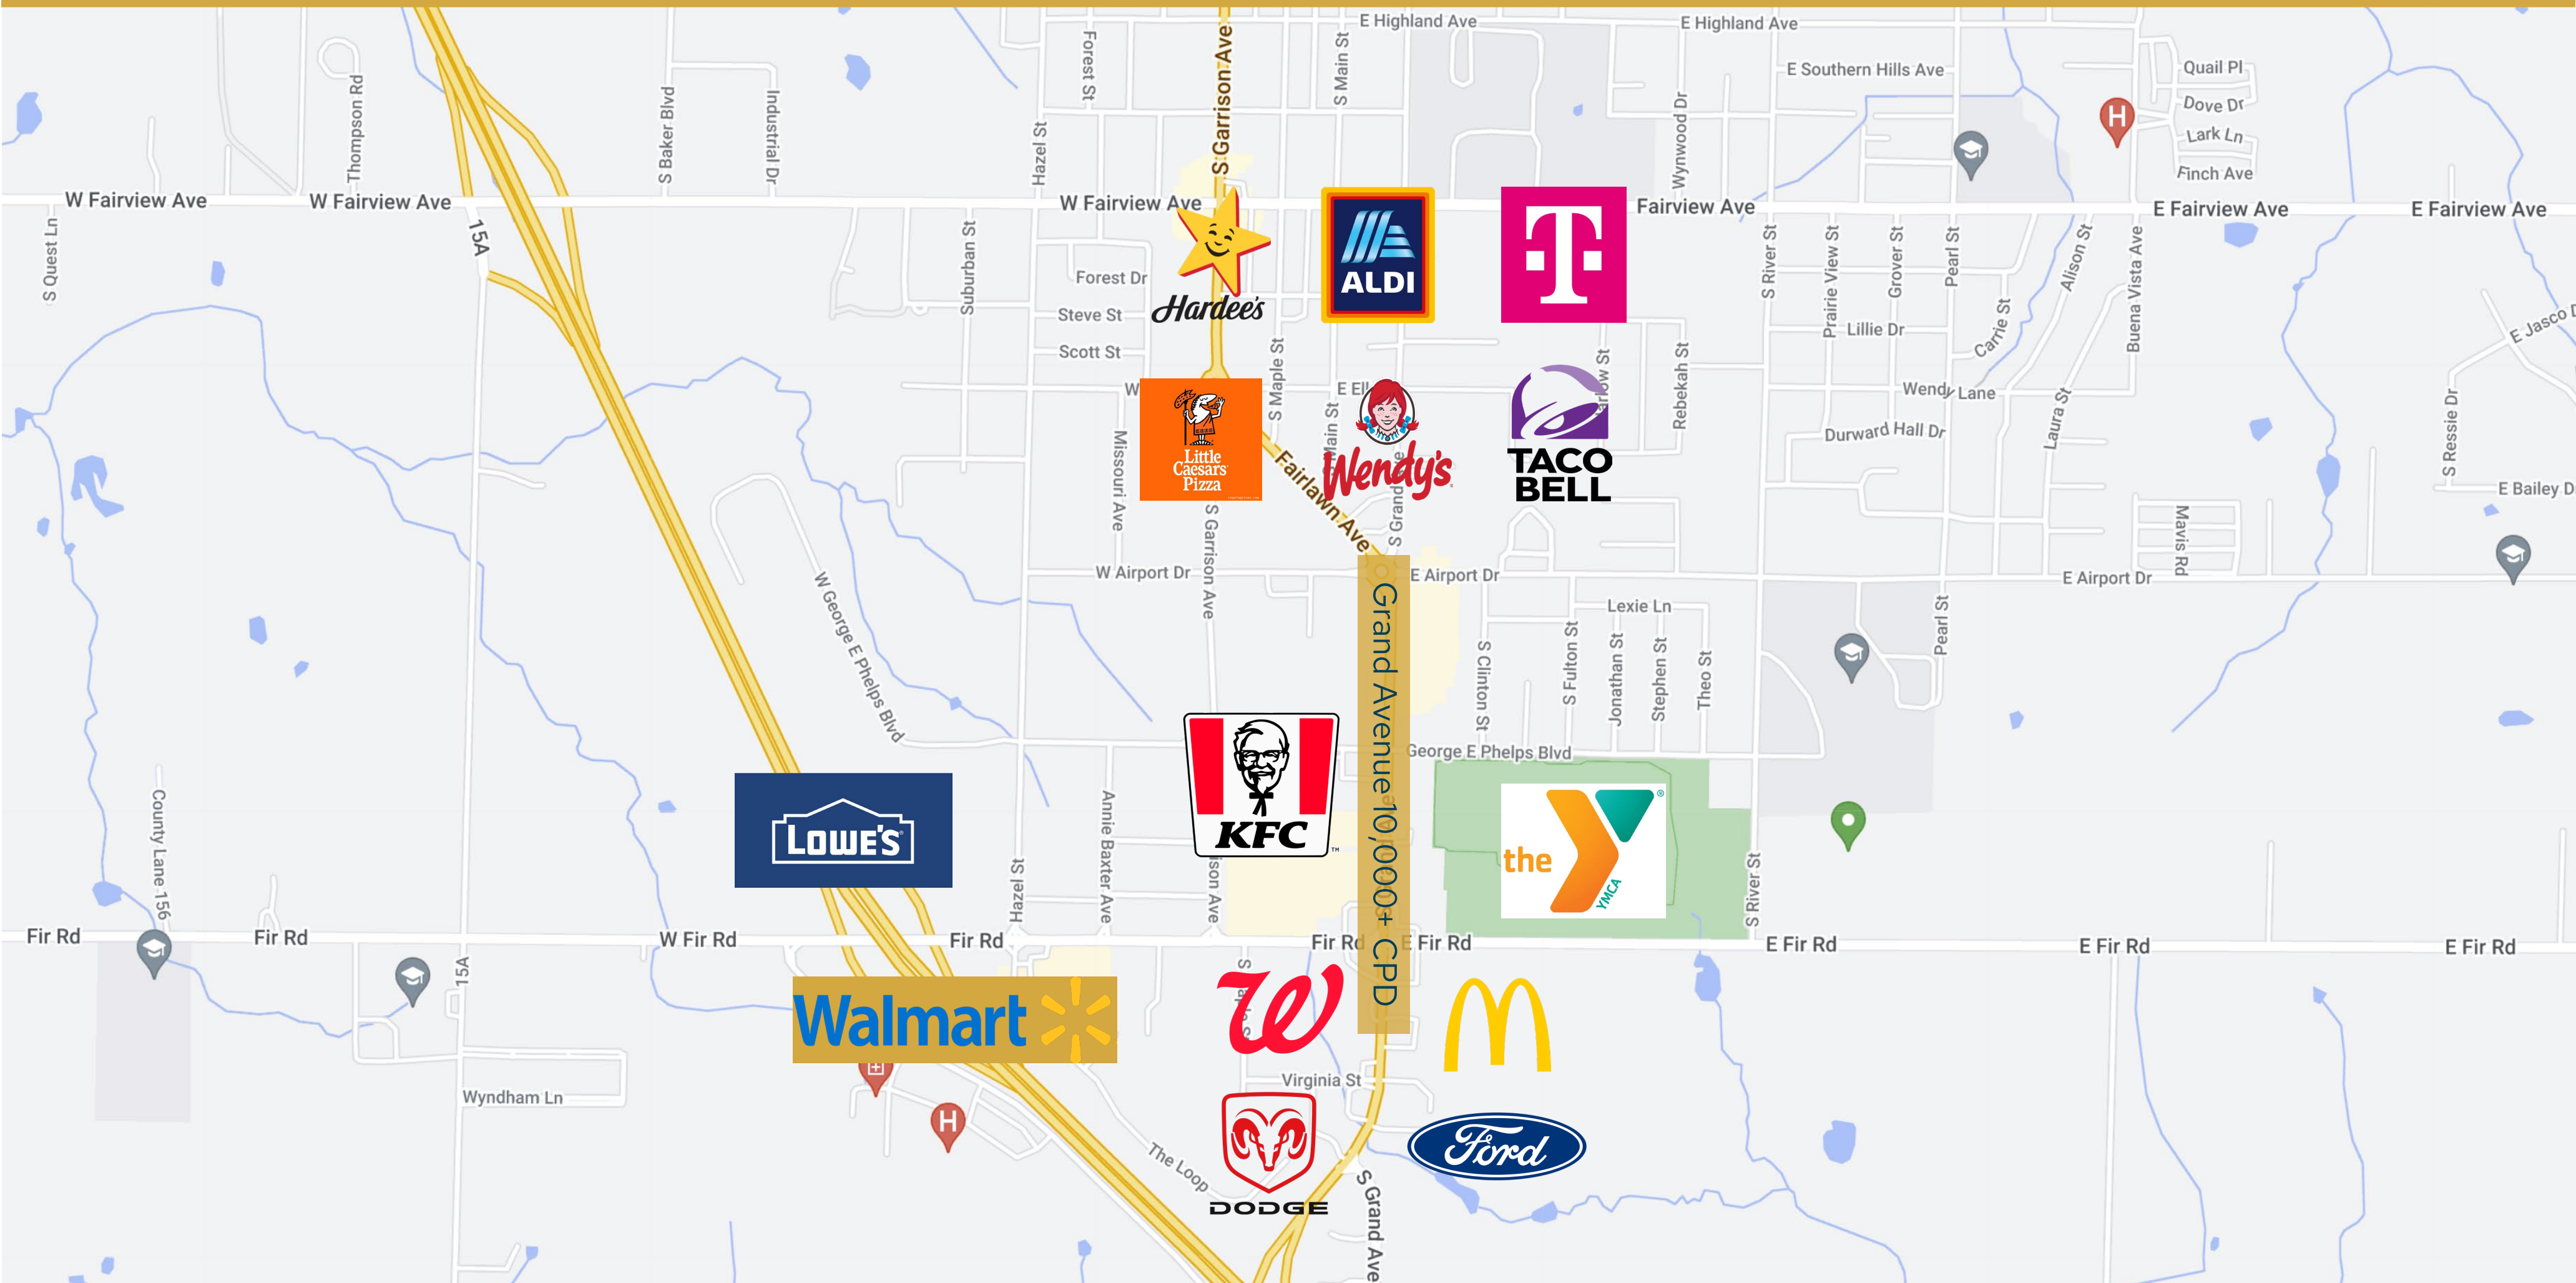 E Highland Ave
E Highland Ave
Forest St
S Main St
S Garrison Ave
E Southern Hills Ave
Quail Pl
Dove Dr
Lark Ln
Finch Ave
Thompson Rd
S Baker Blvd
Industrial Dr
Hazel St
Wynwood Dr
H
W Fairview Ave
W Fairview Ave
W Fairview Ave
Fairview Ave
E Fairview Ave
E Fairview Ave
S Quest Ln
15A
Suburban St
Forest Dr
Steve St
Scott St
Hardee's
ALDI
T
S River St
Prairie View St
Grover St
Pearl St
Alison St
Buena Vista Ave
Lillie Dr
Carrie St
E Jasco D
S Maple St
Rebekah St
W
E Ell
Wendy Lane
Little
Caesars
Pizza
Wendy's
TACO
BELL
Missouri Ave
S Main St
Fairlawn Ave
S Grand
Durward Hall Dr
Laura St
S Ressie Dr
E Bailey D
Mavis Rd
S Garrison Ave
W Airport Dr
E Airport Dr
E Airport Dr
W George E Phelps Blvd
Grand Avenue 10,000+ CPD
Lexie Ln
S Clinton St
S Fulton St
Jonathan St
Stephen St
Theo St
Pearl St
George E Phelps Blvd
LOWE'S
KFC
TM
the
YMCA
County Lane 156
Hazel St
Annie Baxter Ave
ison Ave
S River St
Fir Rd
Fir Rd
W Fir Rd
Fir Rd
Fir Rd
E Fir Rd
E Fir Rd
E Fir Rd
E Fir Rd
15A
Walmart
W
M
H
Wyndham Ln
Virginia St
The Loop
DODGE
Ford
S Grand Ave